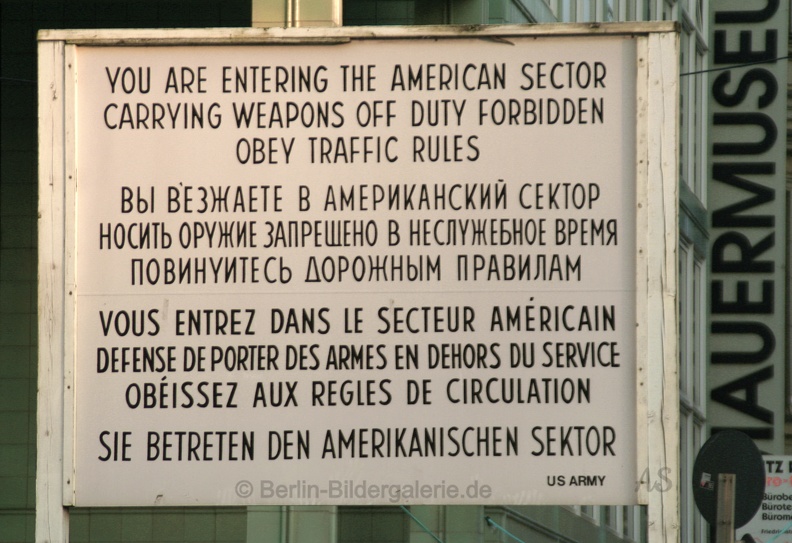 YOU ARE ENTERING THE AMERICAN SECTOR
CARRYING WEAPONS OFF DUTY FORBIDDEN
OBEY TRAFFIC RULES
ВЫ ВЪЕЗЖАЕТЕ В АМЕРИКАНСКИЙ СЕКТОР
НОСИТЬ ОРУЖИЕ ЗАПРЕЩЕНО В НЕСЛУЖЕБНОЕ ВРЕМЯ
ПОВИНУИТЕСЬ ДОРОЖНЫМ ПРАВИЛАМ
VOUS ENTREZ DANS LE SECTEUR AMÉRICAIN
DEFENSE DE PORTER DES ARMES EN DEHORS DU SERVICE
OBÉISSEZ AUX REGLES DE CIRCULATION
SIE BETRETEN DEN AMERIKANISCHEN SEKTOR
US ARMY
© Berlin-Bildergalerie.de
AS
MAUERMUSEU